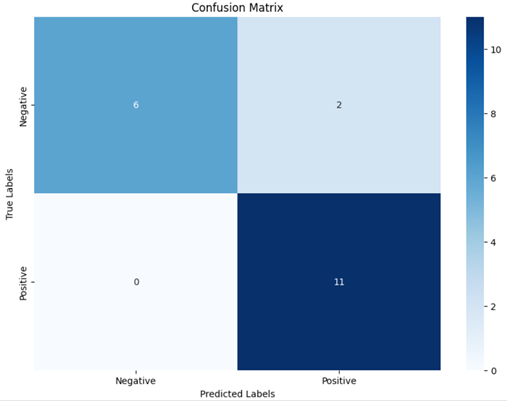 Confusion Matrix
10
Negative
6
2
8
6
True Labels
4
Positive
0
11
2
0
Negative
Positive
Predicted Labels